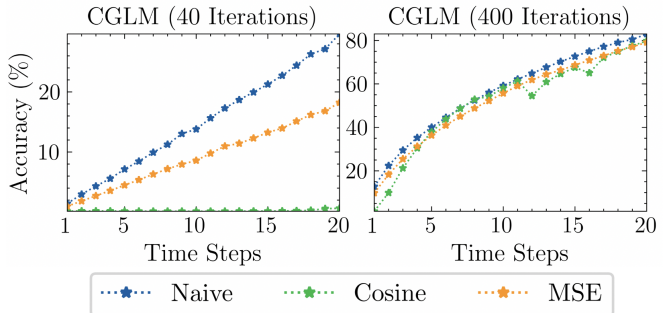 CGLM (40 Iterations)
CGLM (400 Iterations)
Accuracy (%)
20
10
1 5 10 15 20
Time Steps
80
60
40
20
1 5 10 15 20
Time Steps
Naive Cosine MSE